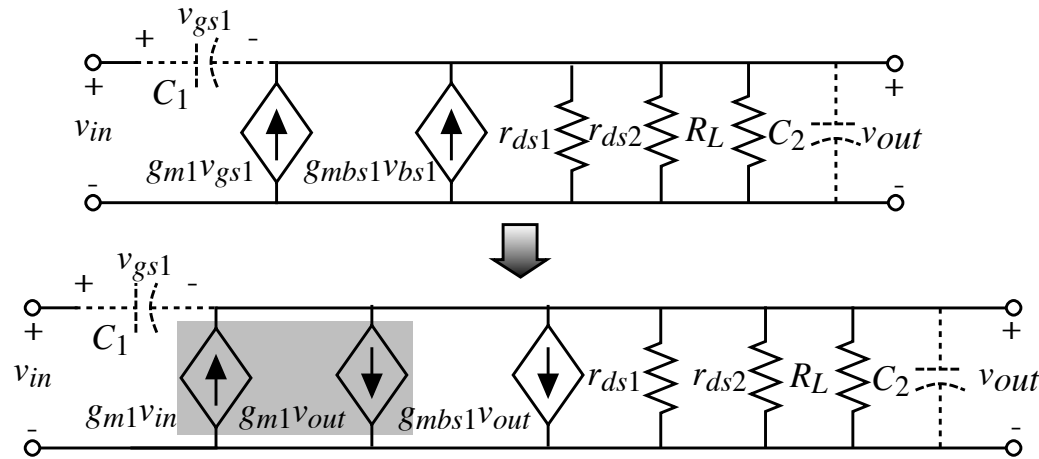 v_gs1
+ -
+ C_1 +
v_in g_m1v_gs1 g_mbs1v_bs1 r_ds1 r_ds2 R_L C_2 v_out
- -
v_gs1
+ -
+ C_1 +
v_in g_m1v_in g_m1v_out g_mbs1v_out r_ds1 r_ds2 R_L C_2 v_out
- -